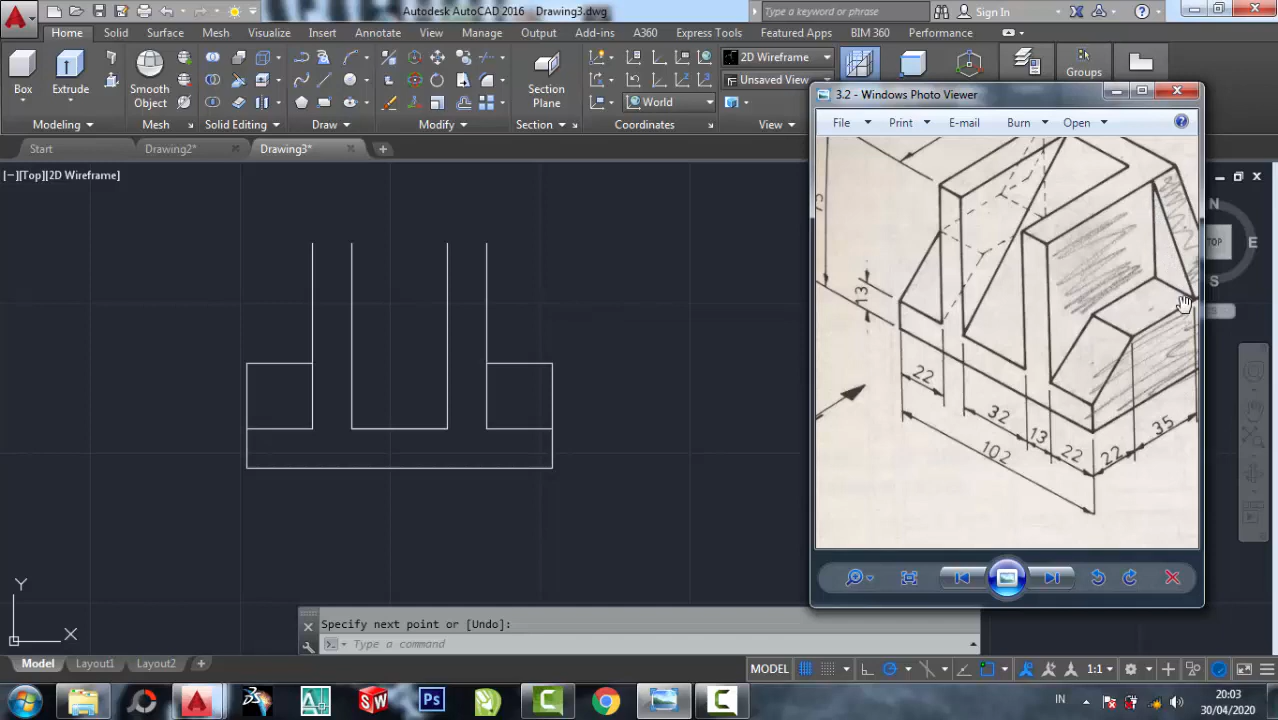 Autodesk AutoCAD 2016 Drawing3.dwg
Type a keyword or phrase
Sign In
Home Solid Surface Mesh Visualize Insert Annotate View Manage Output Add-ins A360 Express Tools Featured Apps BIM 360 Performance
Box
Extrude
Smooth
Object
Section
Plane
2D Wireframe
Unsaved View
World
Groups
Modeling
Mesh
Solid Editing
Draw
Modify
Section
Coordinates
View
Start Drawing2* Drawing3*
[−][Top][2D Wireframe]
3.2 - Windows Photo Viewer
File Print E-mail Burn Open
N
TOP
E
S
13
22
32
13
22
102
22
35
Y
X
Specify next point or [Undo]:
Type a command
Model Layout1 Layout2
MODEL
1:1
IN
20:03
30/04/2020
Ps